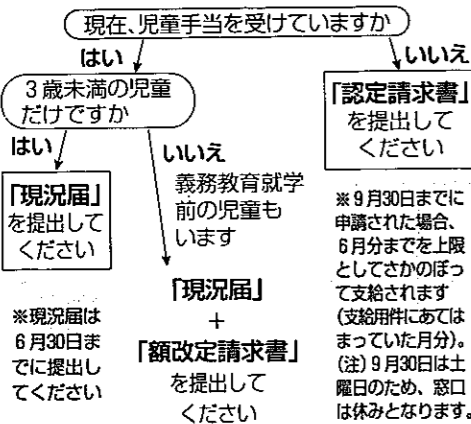 現在、児童手当を受けていますか
はい
いいえ
3歳未満の児童
だけですか
はい
いいえ
義務教育就学
前の児童も
います
「現況届」
を提出して
ください
※現況届は
6月30日ま
でに提出し
てください
「現況届」
+
「額改定請求書」
を提出して
ください
「認定請求書」
を提出して
ください
※9月30日までに
申請された場合、
6月分までを上限
としてさかのぼっ
て支給されます
(支給用件にあては
まっていた月分)。
(注)9月30日は土
曜日のため、窓口
は休みとなります。